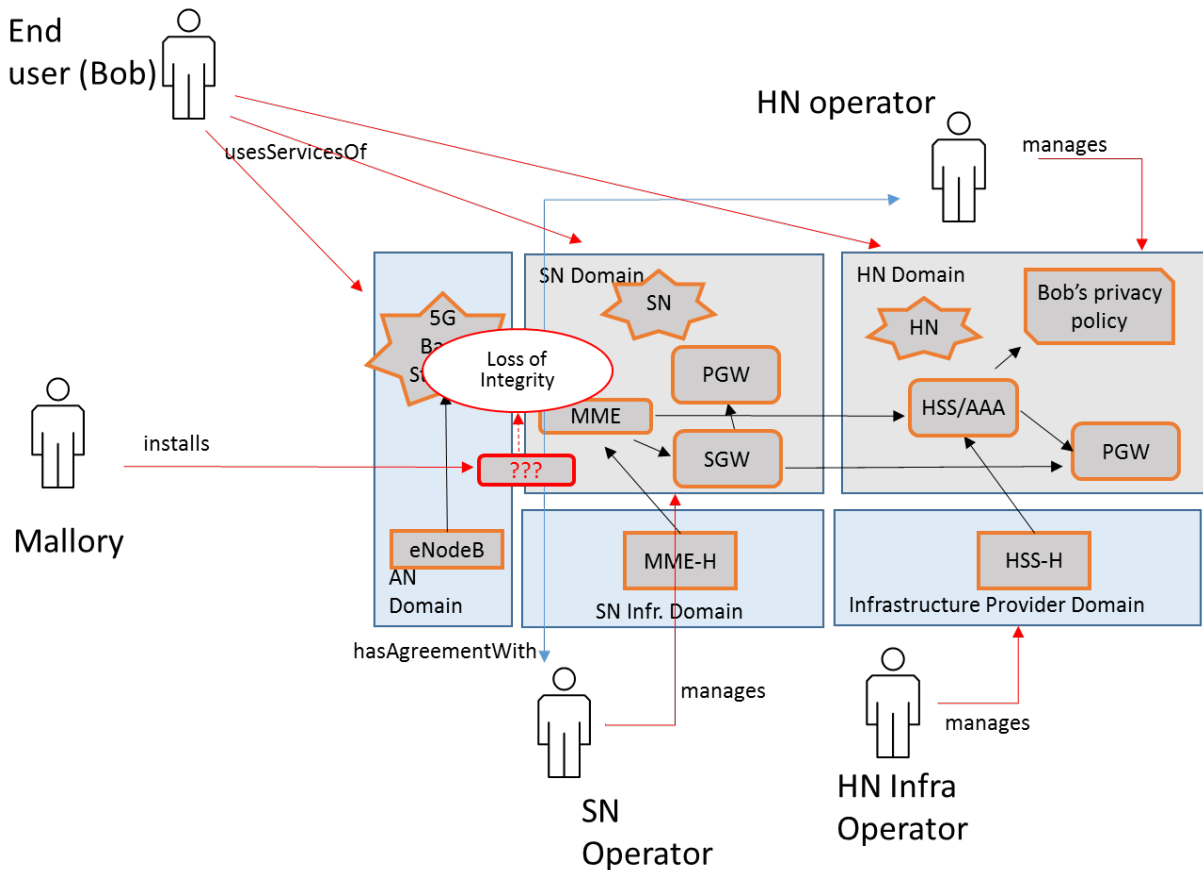 End
user (Bob)
HN operator
manages
usesServicesOf
SN Domain
HN Domain
SN
HN
Bob's privacy
policy
5G
Loss of
Integrity
PGW
MME
HSS/AAA
SGW
PGW
installs
???
Mallory
eNodeB
AN
Domain
MME-H
SN Infr. Domain
HSS-H
Infrastructure Provider Domain
hasAgreementWith
manages
manages
SN
Operator
HN Infra
Operator